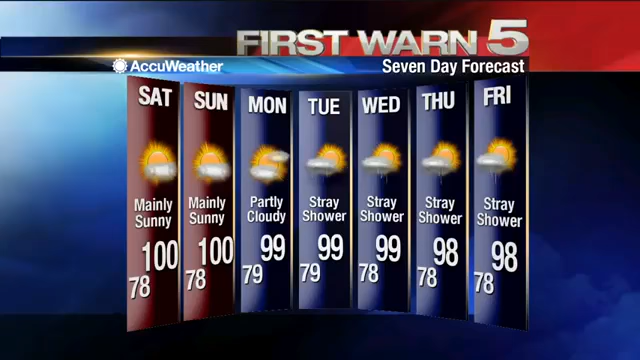 FIRST WARN 5
AccuWeather
Seven Day Forecast
SAT
Mainly
Sunny
100
78
SUN
Mainly
Sunny
100
78
MON
Partly
Cloudy
99
79
TUE
Stray
Shower
99
79
WED
Stray
Shower
99
78
THU
Stray
Shower
98
78
FRI
Stray
Shower
98
78